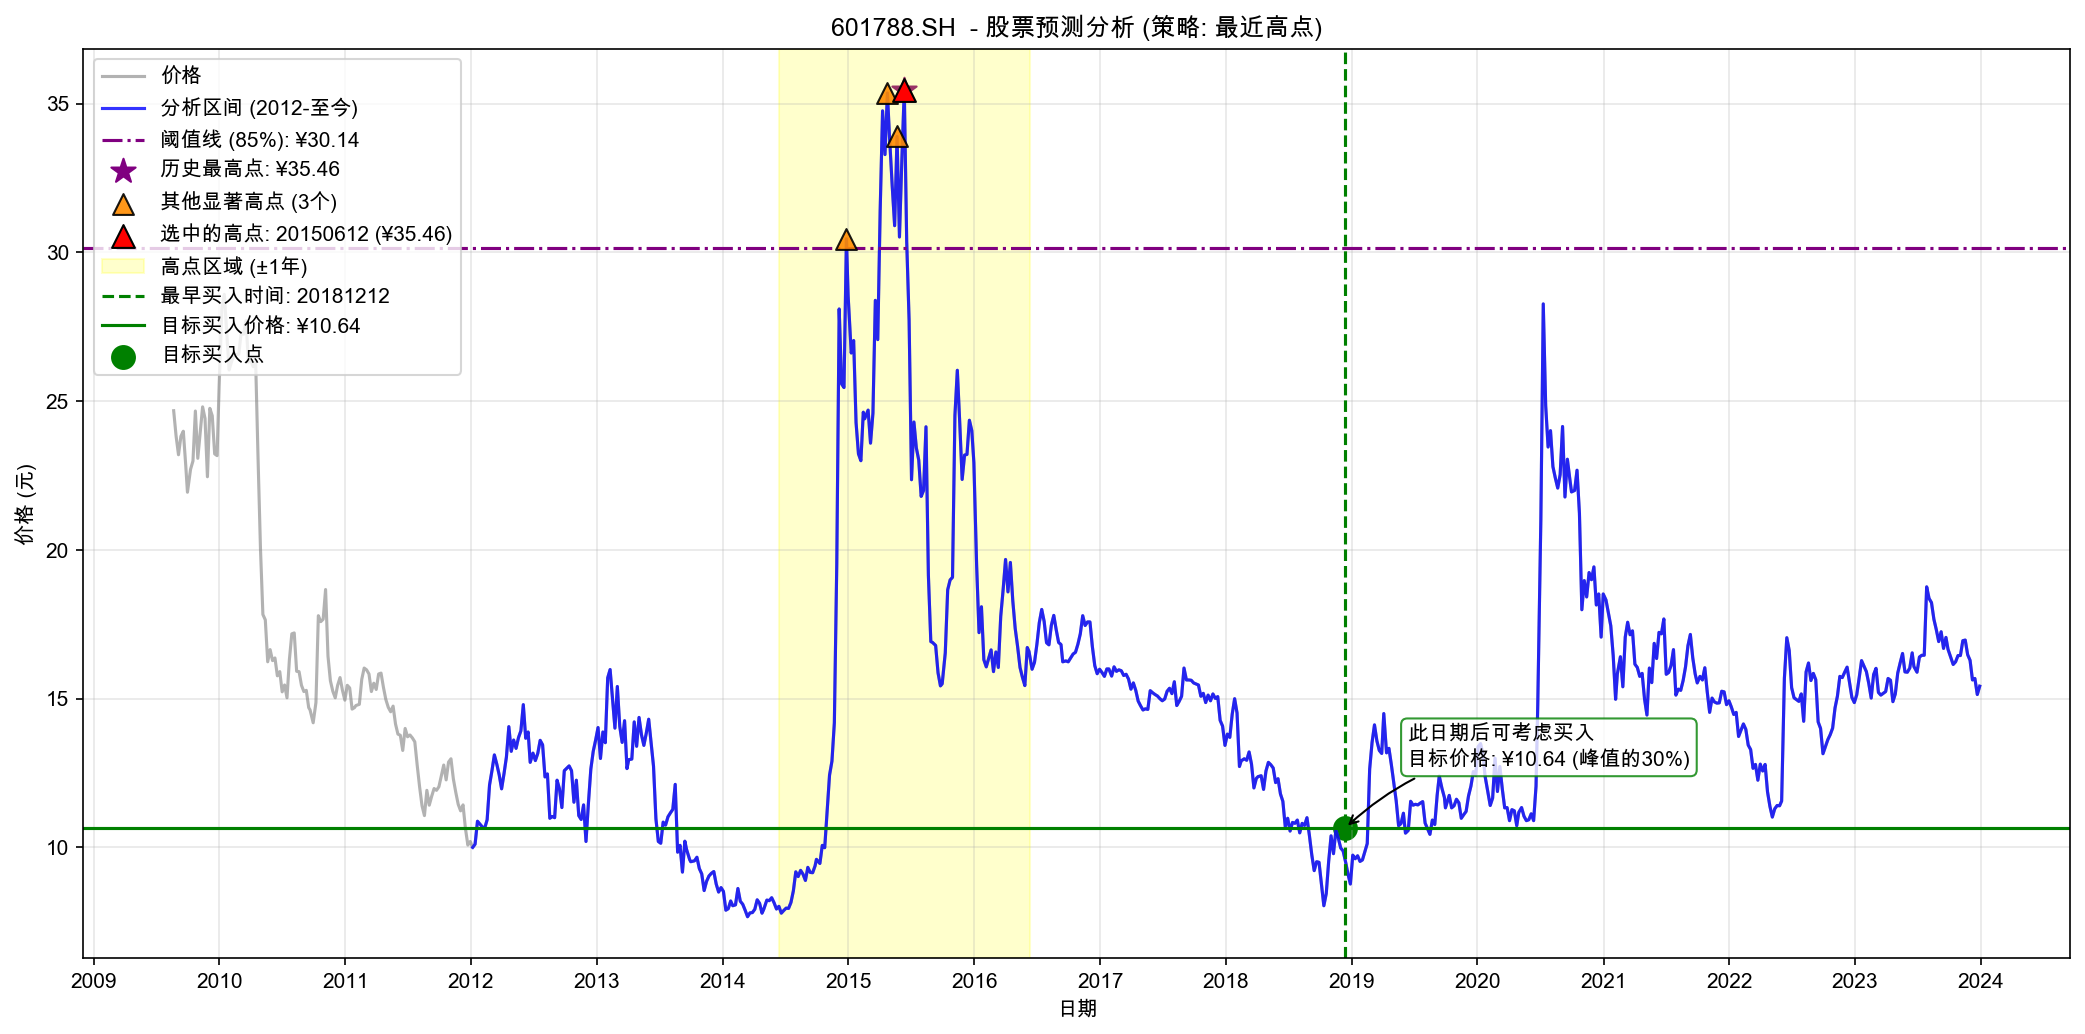 601788.SH - 股票预测分析 (策略: 最近高点)
价格
分析区间 (2012-至今)
阈值线 (85%): ¥30.14
历史最高点: ¥35.46
其他显著高点 (3个)
选中的高点: 20150612 (¥35.46)
高点区域 (±1年)
最早买入时间: 20181212
目标买入价格: ¥10.64
目标买入点
价格 (元)
35
30
25
20
15
10
此日期后可考虑买入
目标价格: ¥10.64 (峰值的30%)
2009 2010 2011 2012 2013 2014 2015 2016 2017 2018 2019 2020 2021 2022 2023 2024
日期